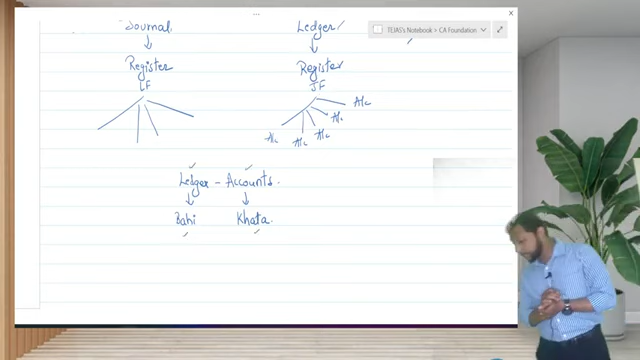 Journal
Ledger
TEJAS's Notebook > CA Foundation
Register
Register
LF
JF
A/c
A/c
A/c
A/c
A/c
Ledger - Accounts.
Bahi
Khata.